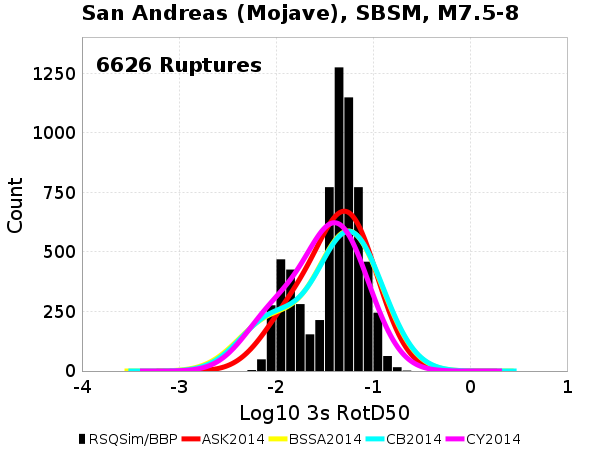 San Andreas (Mojave), SBSM, M7.5-8
6626 Ruptures
1250
1000
750
500
250
0
Count
-4 -3 -2 -1 0 1
Log10 3s RotD50
RSQSim/BBP ASK2014 BSSA2014 CB2014 CY2014